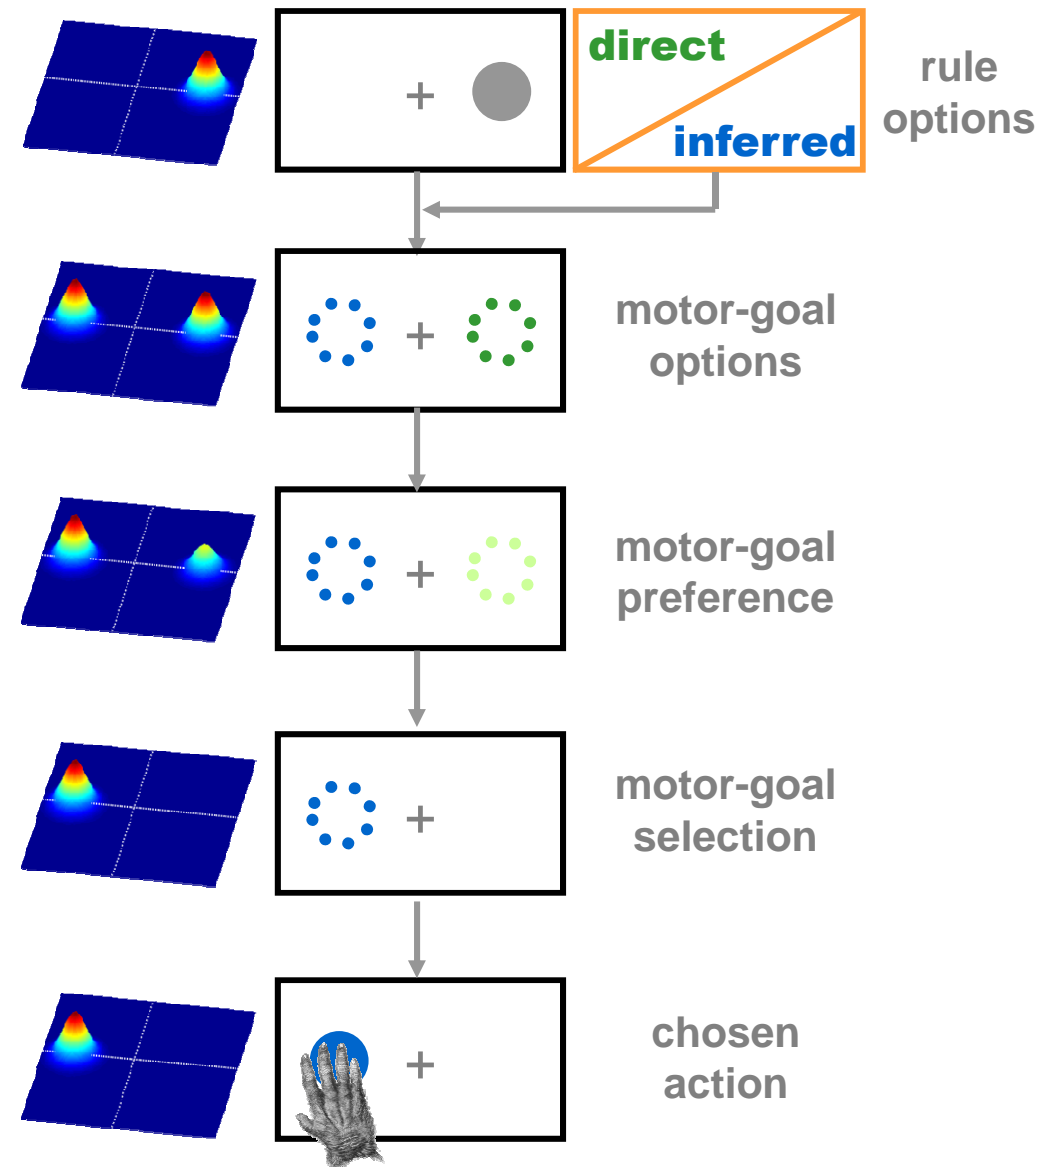 direct
inferred
rule
options
motor-goal
options
motor-goal
preference
motor-goal
selection
chosen
action